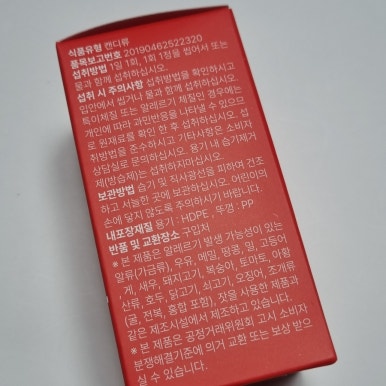 식품유형 캔디류
품목보고번호 20190462522320
섭취방법 1일 1회, 1회 1정을 씹어서 또는
물과 함께 섭취하십시오.
섭취 시 주의사항 섭취방법을 확인하시고
입안에서 씹거나 물과 함께 섭취하십시오.
특이체질 또는 알레르기 체질인 경우에는
개인에 따라 과민반응을 나타낼 수 있으므
로 원재료를 확인 한 후 섭취하십시오. 섭
취방법을 준수하시고 기타사항은 소비자
상담실로 문의하십시오. 용기 내 습기제거
제(방습제)는 섭취하지마십시오.
보관방법 습기 및 직사광선을 피하여 건조
하고 서늘한 곳에 보관하십시오. 어린이의
손에 닿지 않도록 주의하시기 바랍니다.
내포장재질 용기 : HDPE , 뚜껑 : PP
반품 및 교환장소 구입처
※ 본 제품은 알레르기 발생 가능성이 있는
알류(가금류), 우유, 메밀, 땅콩, 밀, 고등어
, 게, 새우, 돼지고기, 복숭아, 토마토, 아황
산류, 호두, 닭고기, 쇠고기, 오징어, 조개류
(굴, 전복, 홍합 포함), 잣을 사용한 제품과
같은 제조시설에서 제조하고 있습니다.
※ 본 제품은 공정거래위원회 고시 소비자
분쟁해결기준에 의거 교환 또는 보상 받으
실 수 있습니다.